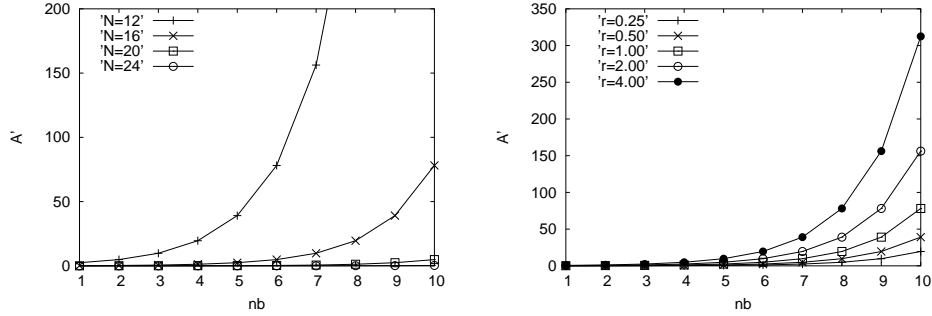 A'
200
150
100
50
0
'N=12'
'N=16'
'N=20'
'N=24'
1 2 3 4 5 6 7 8 9 10
nb
A'
350
300
250
200
150
100
50
0
'r=0.25'
'r=0.50'
'r=1.00'
'r=2.00'
'r=4.00'
1 2 3 4 5 6 7 8 9 10
nb